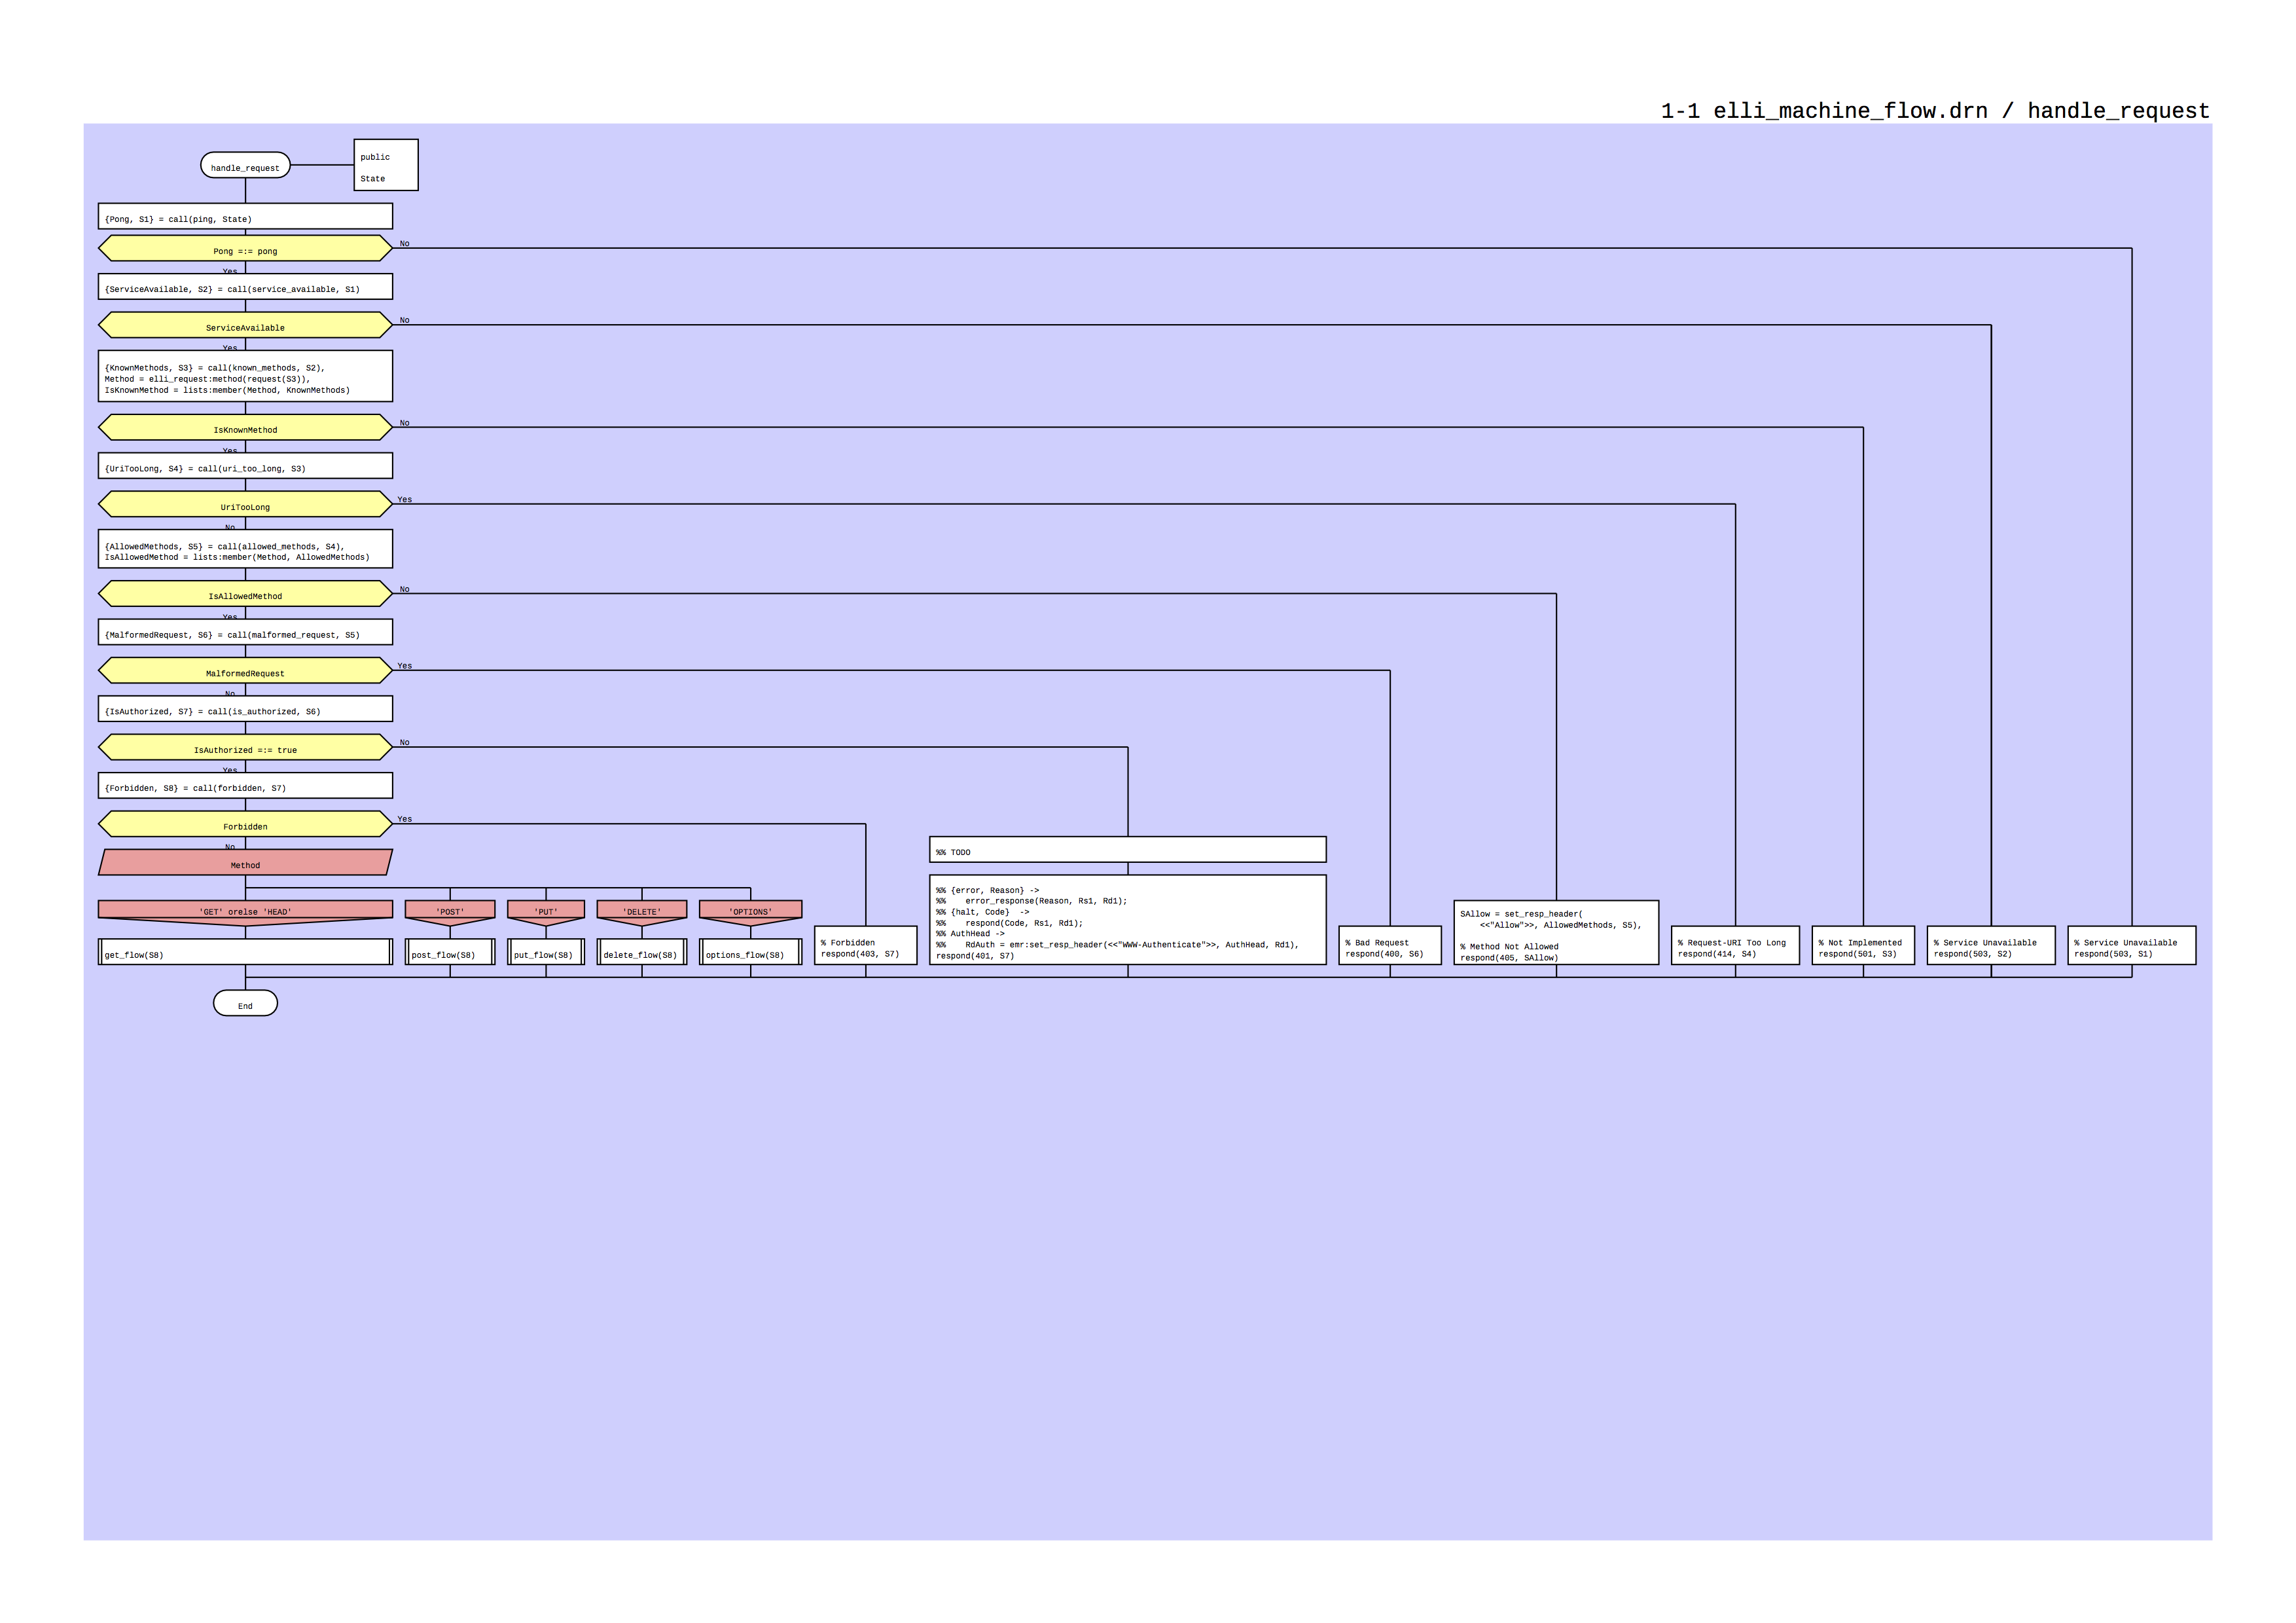 1-1 elli_machine_flow.drn / handle_request
handle_request
public
State
{Pong, S1} = call(ping, State)
Pong =:= pong
No
Yes
{ServiceAvailable, S2} = call(service_available, S1)
ServiceAvailable
No
Yes
{KnownMethods, S3} = call(known_methods, S2),
Method = elli_request:method(request(S3)),
IsKnownMethod = lists:member(Method, KnownMethods)
IsKnownMethod
No
Yes
{UriTooLong, S4} = call(uri_too_long, S3)
UriTooLong
Yes
No
{AllowedMethods, S5} = call(allowed_methods, S4),
IsAllowedMethod = lists:member(Method, AllowedMethods)
IsAllowedMethod
No
Yes
{MalformedRequest, S6} = call(malformed_request, S5)
MalformedRequest
Yes
No
{IsAuthorized, S7} = call(is_authorized, S6)
IsAuthorized =:= true
No
Yes
{Forbidden, S8} = call(forbidden, S7)
Forbidden
Yes
No
Method
'GET' orelse 'HEAD'
'POST'
'PUT'
'DELETE'
'OPTIONS'
get_flow(S8)
post_flow(S8)
put_flow(S8)
delete_flow(S8)
options_flow(S8)
% Forbidden
respond(403, S7)
%% TODO
%% {error, Reason} ->
%%    error_response(Reason, Rs1, Rd1);
%% {halt, Code}  ->
%%    respond(Code, Rs1, Rd1);
%% AuthHead ->
%%    RdAuth = emr:set_resp_header(<<"WWW-Authenticate">>, AuthHead, Rd1),
respond(401, S7)
% Bad Request
respond(400, S6)
SAllow = set_resp_header(
    <<"Allow">>, AllowedMethods, S5),
% Method Not Allowed
respond(405, SAllow)
% Request-URI Too Long
respond(414, S4)
% Not Implemented
respond(501, S3)
% Service Unavailable
respond(503, S2)
% Service Unavailable
respond(503, S1)
End